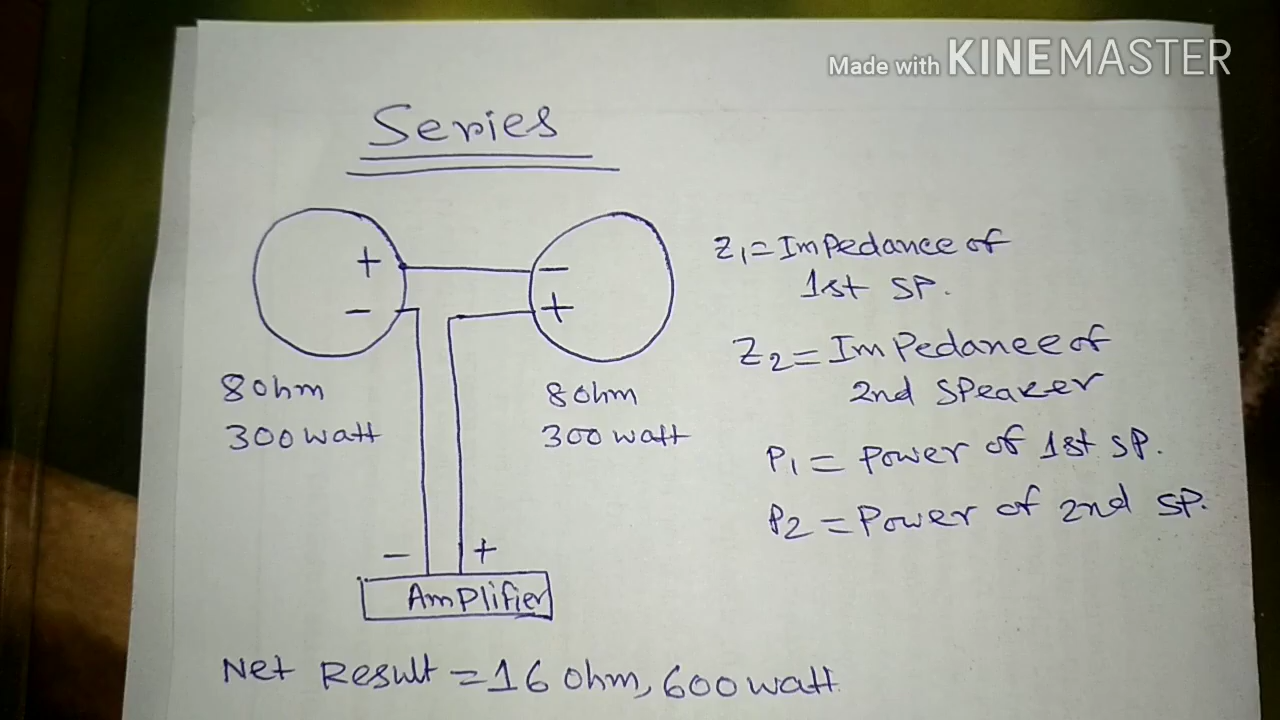 Made with KINEMASTER
Series
+
−
−
+
8 ohm
300 watt
8 ohm
300 watt
Z1 = Impedance of
1st SP.
Z2 = Impedanee of
2nd Speaker
P1 = Power of 1st SP.
P2 = Power of 2nd SP.
− +
Amplifier
Net Result = 16 ohm, 600 watt